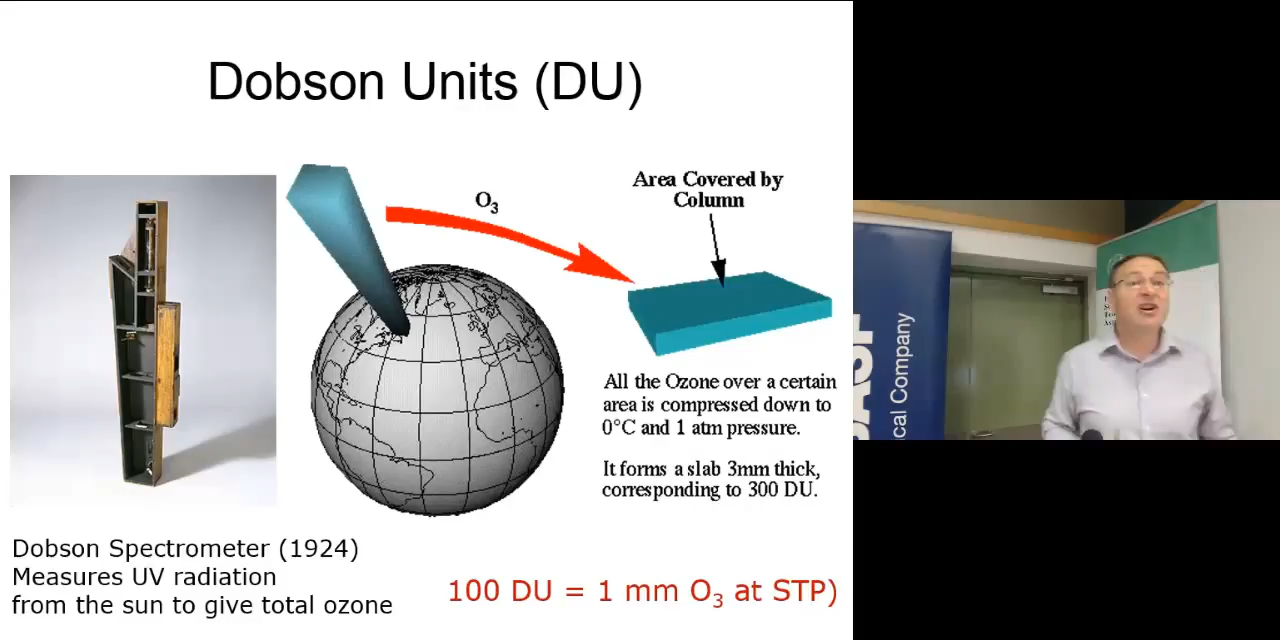 Dobson Units (DU)
O3
Area Covered by
Column
All the Ozone over a certain
area is compressed down to
0°C and 1 atm pressure.
It forms a slab 3mm thick,
corresponding to 300 DU.
Dobson Spectrometer (1924)
Measures UV radiation
from the sun to give total ozone
100 DU = 1 mm O3 at STP)
BASF
cal Company